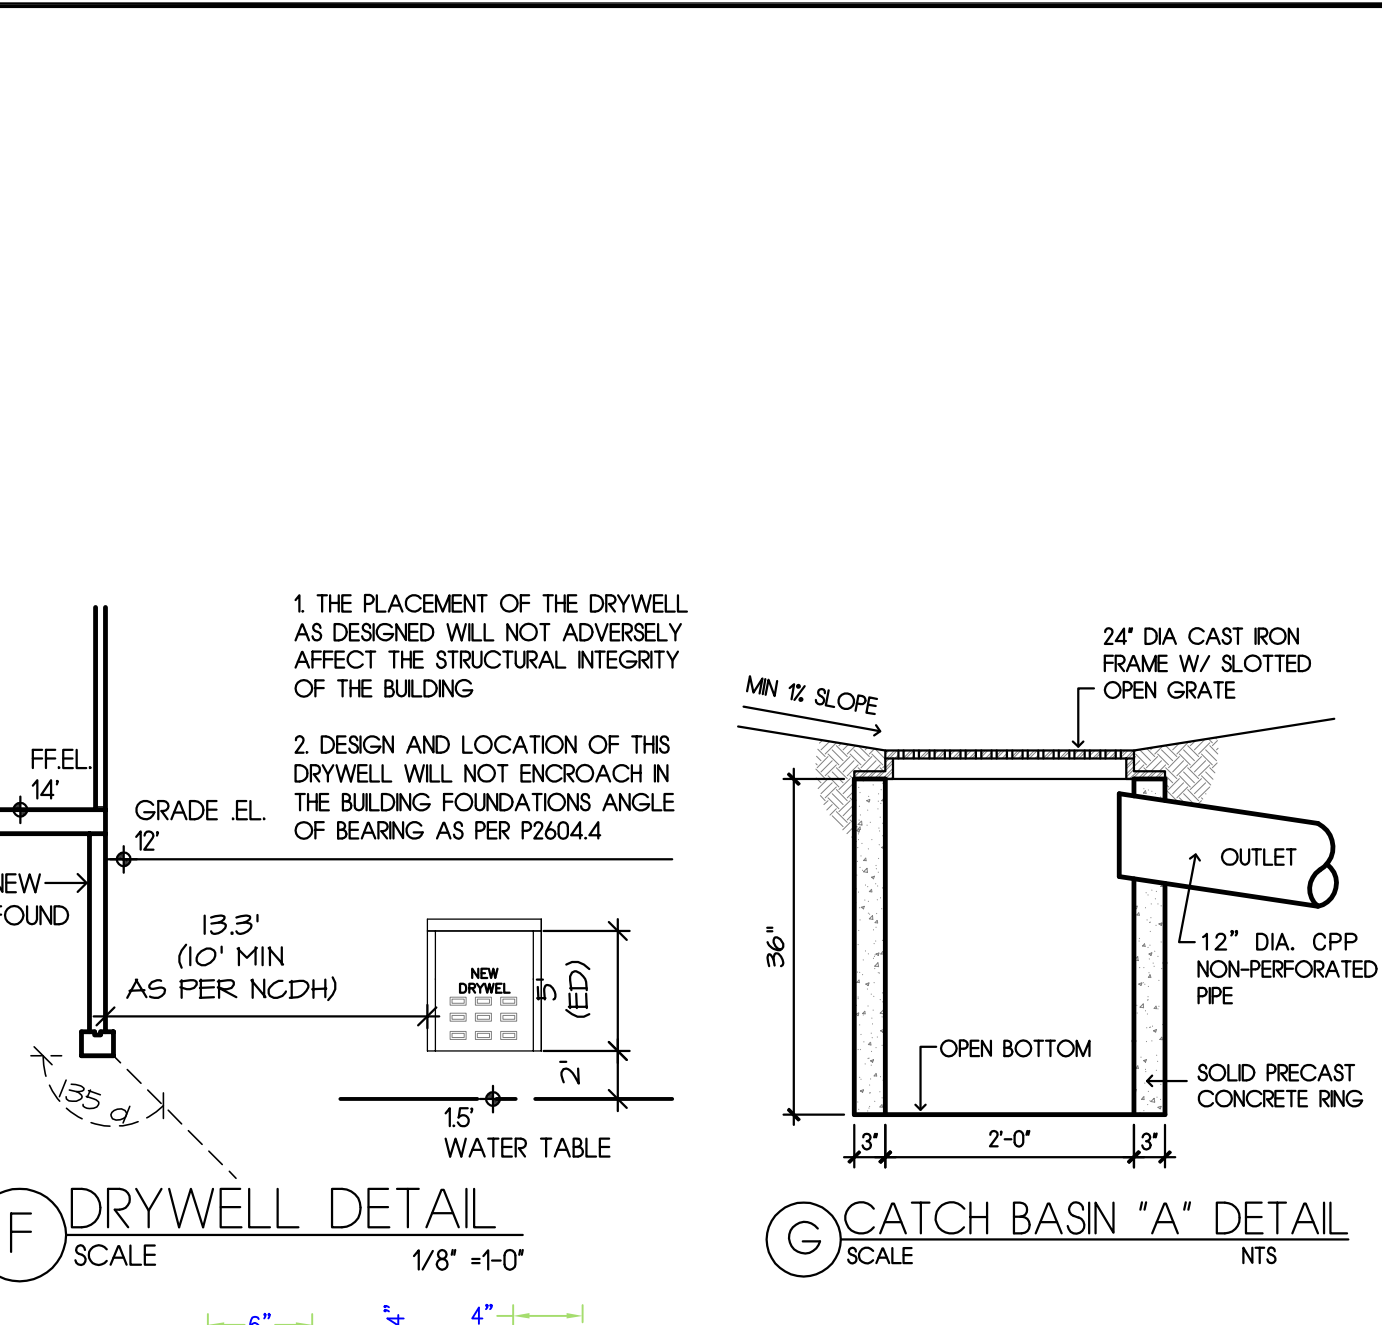 1. THE PLACEMENT OF THE DRYWELL
AS DESIGNED WILL NOT ADVERSELY
AFFECT THE STRUCTURAL INTEGRITY
OF THE BUILDING
2. DESIGN AND LOCATION OF THIS
DRYWELL WILL NOT ENCROACH IN
THE BUILDING FOUNDATIONS ANGLE
OF BEARING AS PER P2604.4
FF.EL.
14'
GRADE .EL.
12'
NEW
FOUND
13.3'
(10' MIN
AS PER NCDH)
NEW
DRYWEL
5'
(ED)
2'
135 d
1.5'
WATER TABLE
F
DRYWELL DETAIL
SCALE
1/8" =1-0"
6"
4"
4"
MIN 1% SLOPE
24" DIA CAST IRON
FRAME W/ SLOTTED
OPEN GRATE
OUTLET
36"
12" DIA. CPP
NON-PERFORATED
PIPE
OPEN BOTTOM
SOLID PRECAST
CONCRETE RING
3"
2'-0"
3"
G
CATCH BASIN "A" DETAIL
SCALE
NTS